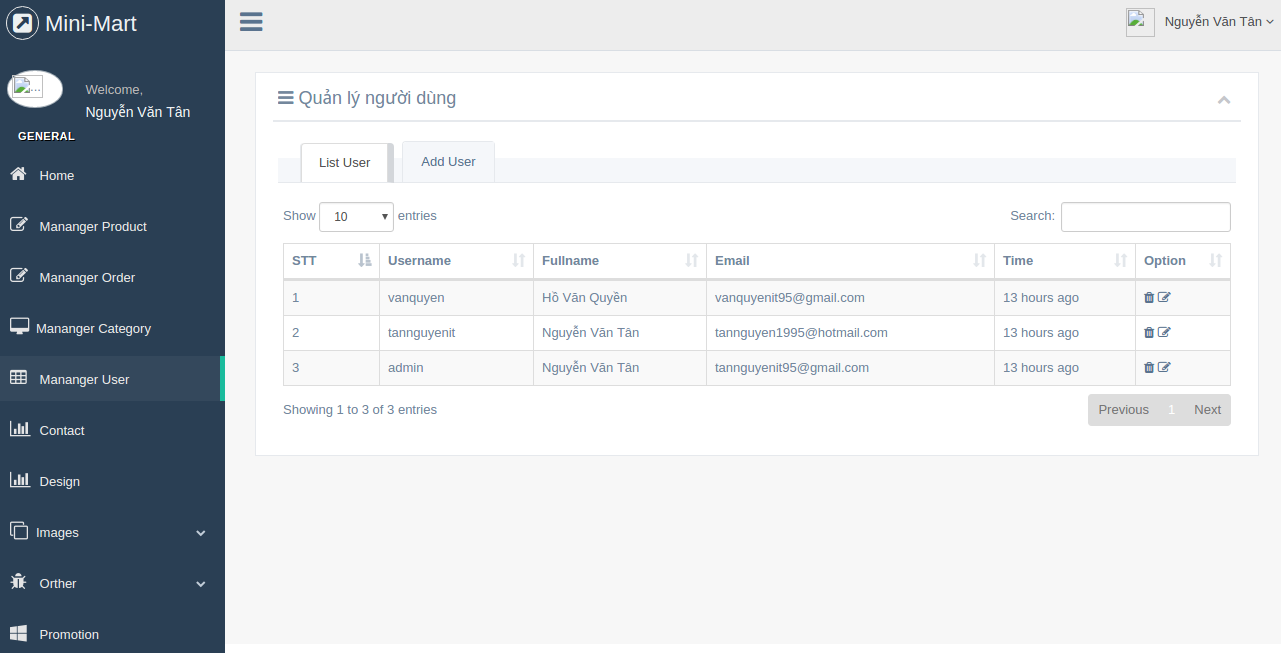 Mini-Mart
Nguyễn Văn Tân
...
Welcome,
Nguyễn Văn Tân
GENERAL
Home
Mananger Product
Mananger Order
Mananger Category
Mananger User
Contact
Design
Images
Orther
Promotion
Quản lý người dùng
List User Add User
Show 10 entries Search:
STT Username Fullname Email Time Option
1 vanquyen Hồ Văn Quyền vanquyenit95@gmail.com 13 hours ago
2 tannguyenit Nguyễn Văn Tân tannguyen1995@hotmail.com 13 hours ago
3 admin Nguyễn Văn Tân tannguyenit95@gmail.com 13 hours ago
Showing 1 to 3 of 3 entries Previous 1 Next